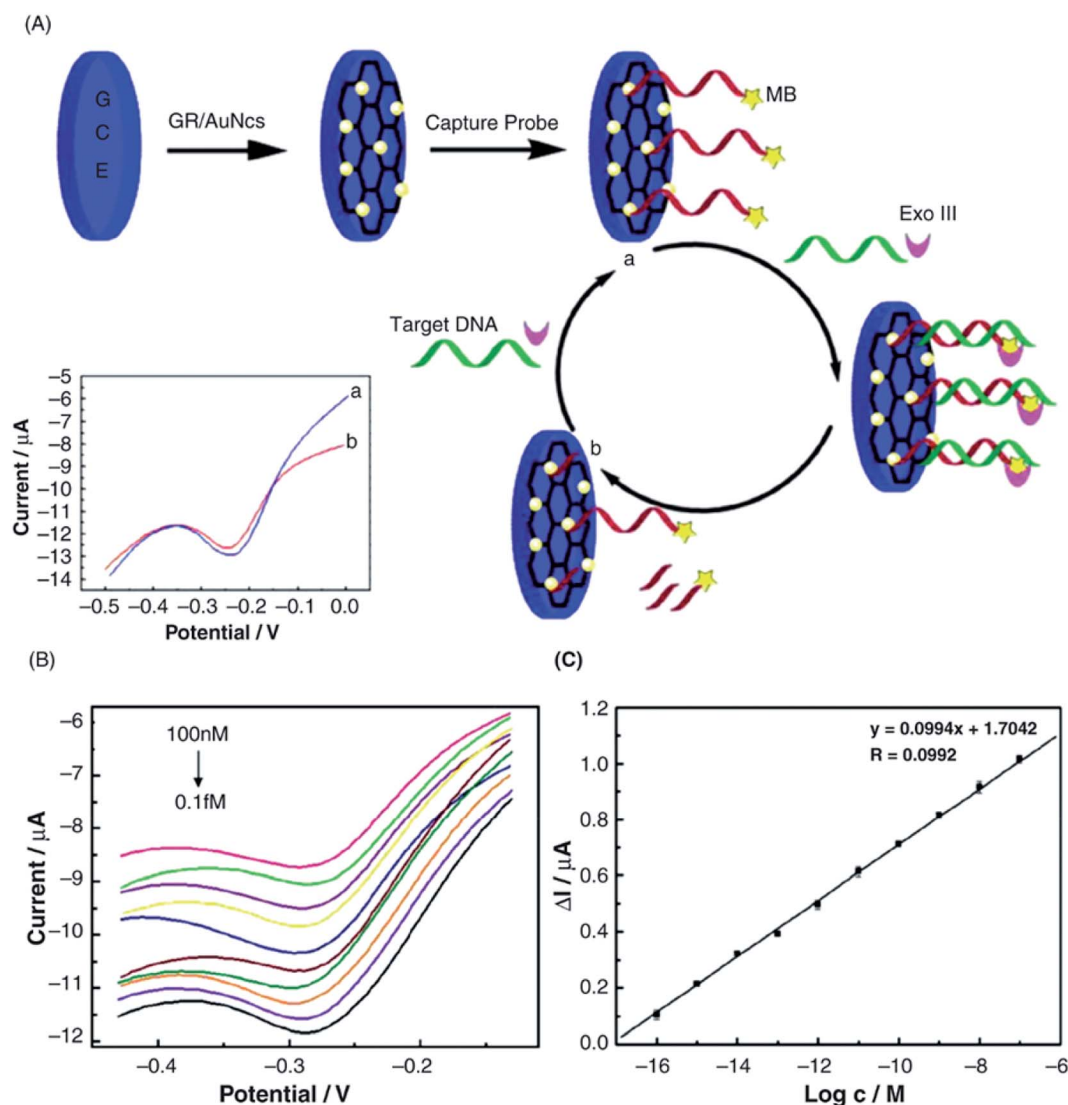 (A)
G
C
E
GR/AuNcs
Capture Probe
MB
Exo III
a
Target DNA
b
−5
−6
−7
−8
−9
−10
−11
−12
−13
−14
a
b
Current / μA
−0.5 −0.4 −0.3 −0.2 −0.1 0.0
Potential / V
(B)
−6
−7
−8
−9
−10
−11
−12
100nM
0.1fM
Current / μA
−0.4 −0.3 −0.2
Potential / V
(C)
1.2
1.0
0.8
0.6
0.4
0.2
0.0
y = 0.0994x + 1.7042
R = 0.0992
ΔI / μA
−16 −14 −12 −10 −8 −6
Log c / M